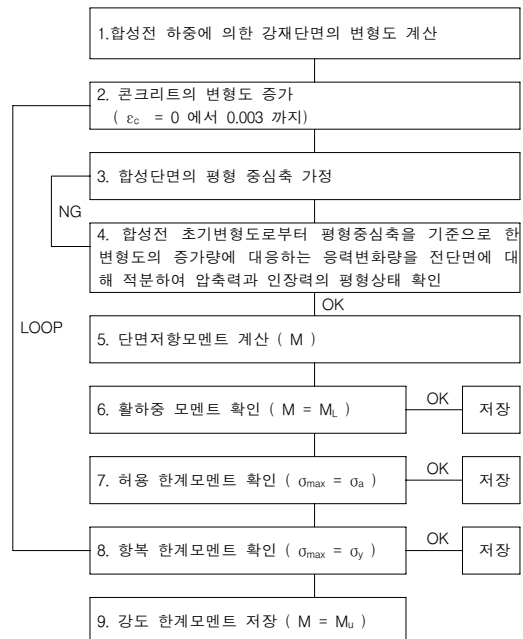 1.합성전 하중에 의한 강재단면의 변형도 계산
2. 콘크리트의 변형도 증가
( εc = 0 에서 0.003 까지)
3. 합성단면의 평형 중심축 가정
NG
4. 합성전 초기변형도로부터 평형중심축을 기준으로 한
변형도의 증가량에 대응하는 응력변화량을 전단면에 대
해 적분하여 압축력과 인장력의 평형상태 확인
OK
LOOP
5. 단면저항모멘트 계산 ( M )
6. 활하중 모멘트 확인 ( M = ML )
OK
저장
7. 허용 한계모멘트 확인 ( σmax = σa )
OK
저장
8. 항복 한계모멘트 확인 ( σmax = σy )
OK
저장
9. 강도 한계모멘트 저장 ( M = Mu )